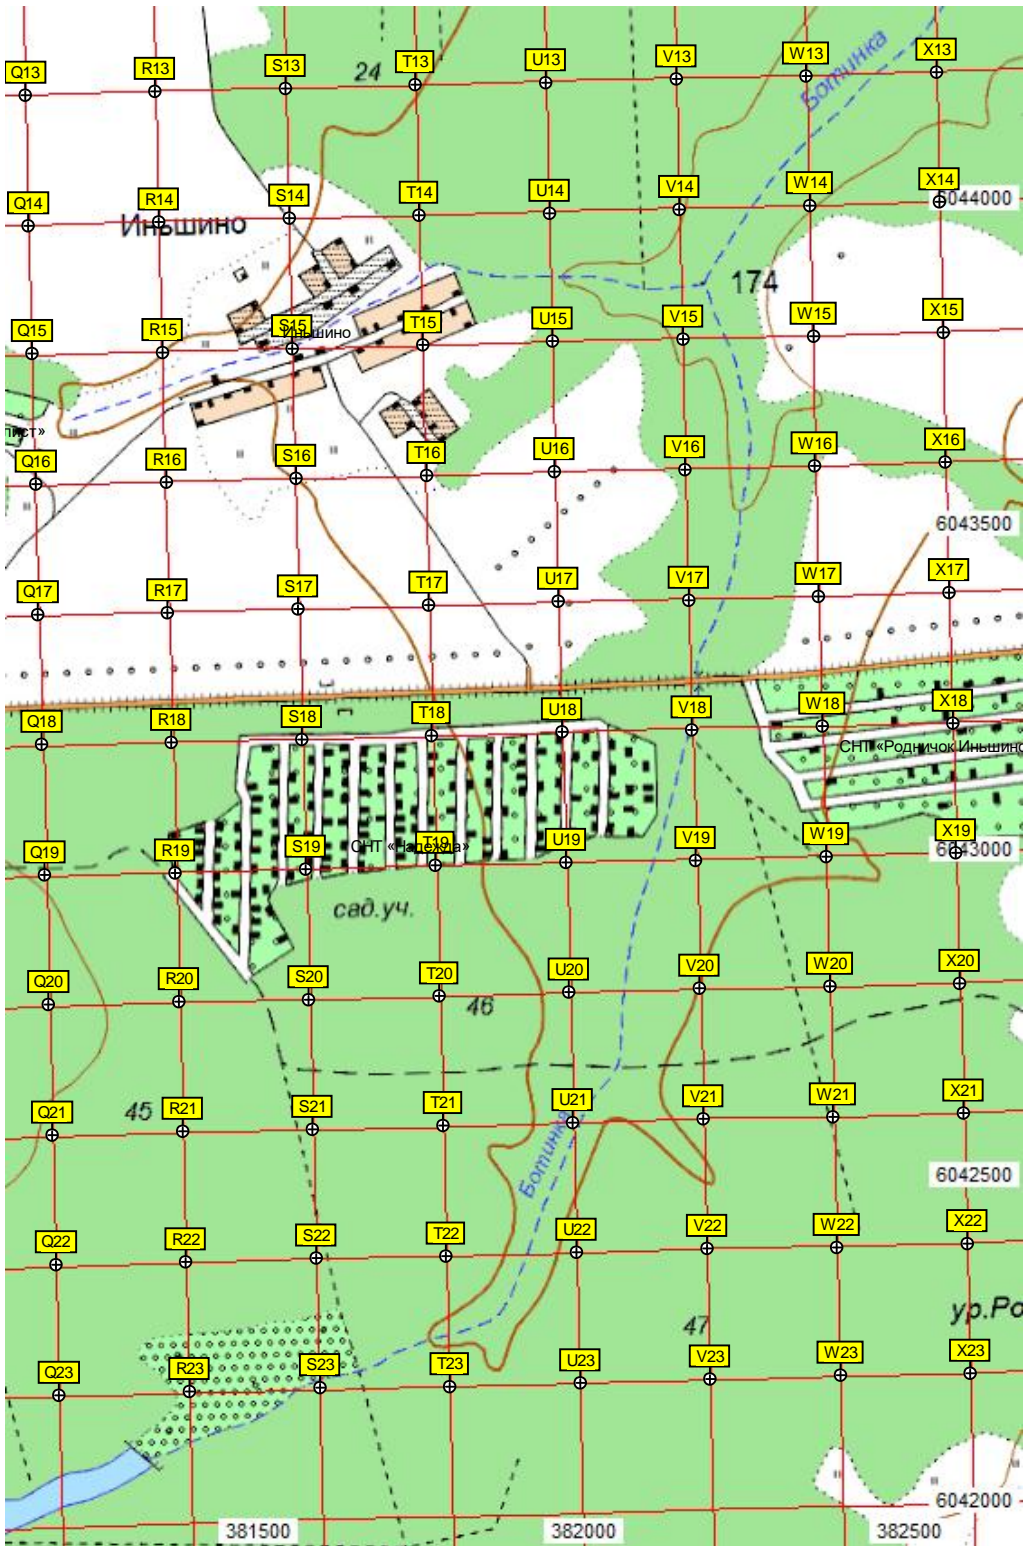 Q13 R13 S13 T13 U13 V13 W13 X13
24
Ботинка
Q14 R14 S14 T14 U14 V14 W14 X14
6044000
Иньшино
174
Q15 R15 S15 T15 U15 V15 W15 X15
Иньшино
лист»
Q16 R16 S16 T16 U16 V16 W16 X16
6043500
Q17 R17 S17 T17 U17 V17 W17 X17
Q18 R18 S18 T18 U18 V18 W18 X18
СНТ «Родничок Иньшино
Q19 R19 S19 T19 U19 V19 W19 X19
СНТ «Надежда»
6043000
сад.уч.
Q20 R20 S20 T20 U20 V20 W20 X20
46
Q21 R21 S21 T21 U21 V21 W21 X21
45
Ботинка
6042500
Q22 R22 S22 T22 U22 V22 W22 X22
ур.Ро
47
Q23 R23 S23 T23 U23 V23 W23 X23
6042000
381500 382000 382500